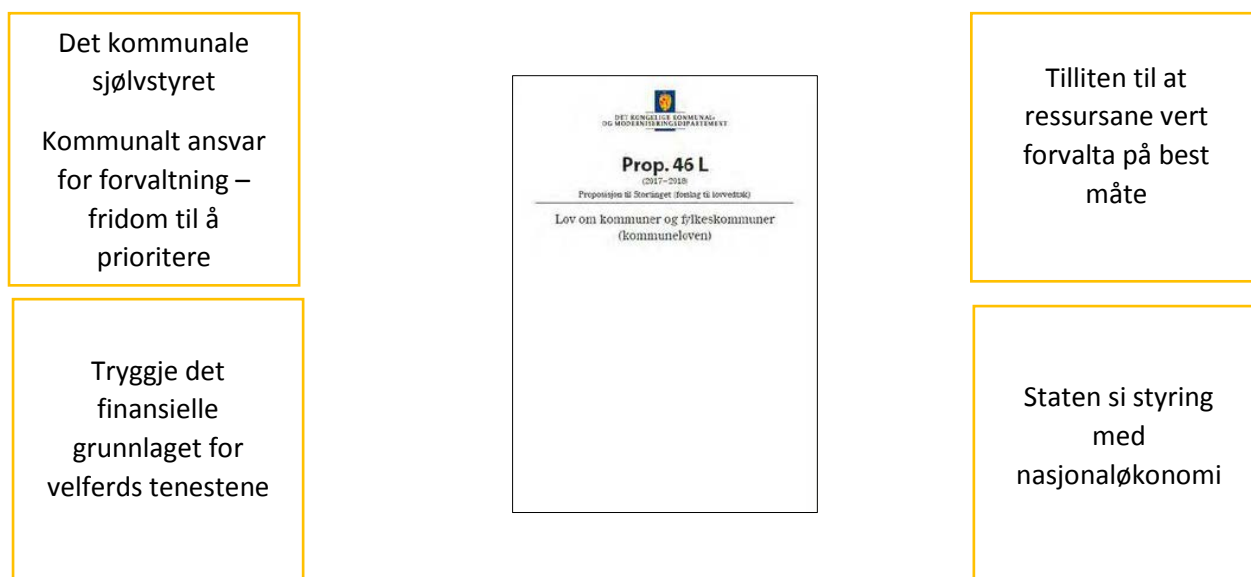 Det kommunale
sjølvstyret
Kommunalt ansvar
for forvaltning –
fridom til å
prioritere
Tryggje det
finansielle
grunnlaget for
velferds tenestene
DET KONGELIGE KOMMUNAL-
OG MODERNISERINGSDEPARTEMENT
Prop. 46 L
(2017–2018)
Proposisjon til Stortinget (forslag til lovvedtak)
Lov om kommuner og fylkeskommuner
(kommuneloven)
Tilliten til at
ressursane vert
forvalta på best
måte
Staten si styring
med
nasjonaløkonomi